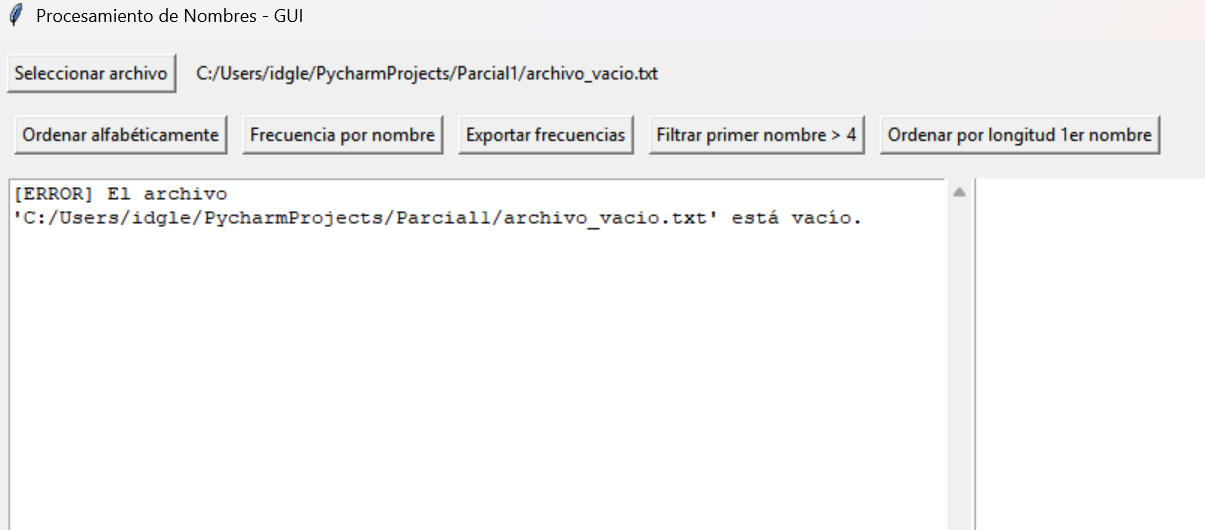 Procesamiento de Nombres - GUI
Seleccionar archivo C:/Users/idgle/PycharmProjects/Parcial1/archivo_vacio.txt
Ordenar alfabéticamente Frecuencia por nombre Exportar frecuencias Filtrar primer nombre > 4 Ordenar por longitud 1er nombre
[ERROR] El archivo
'C:/Users/idgle/PycharmProjects/Parcial1/archivo_vacio.txt' está vacío.